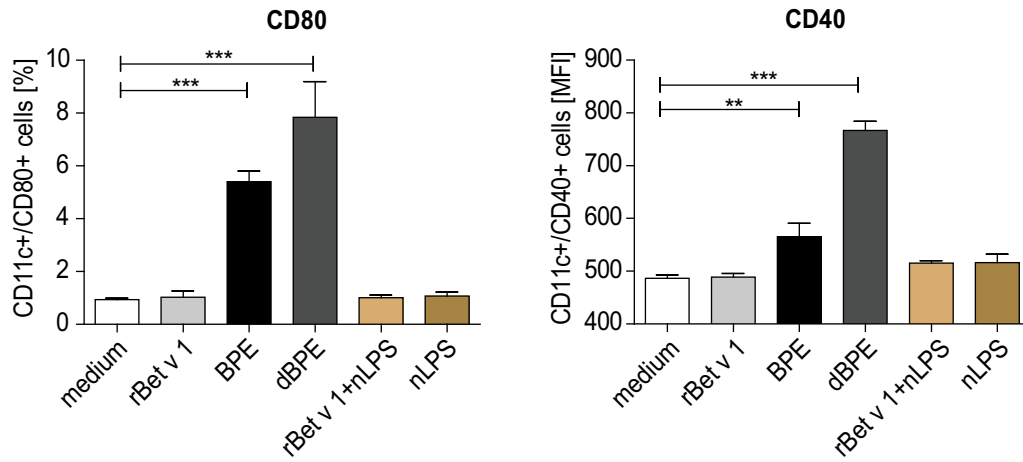 CD80
CD11c+/CD80+ cells [%]
10
8
6
4
2
0
***
***
medium
rBet v 1
BPE
dBPE
rBet v 1+nLPS
nLPS
CD40
CD11c+/CD40+ cells [MFI]
900
800
700
600
500
400
***
**
medium
rBet v 1
BPE
dBPE
rBet v 1+nLPS
nLPS